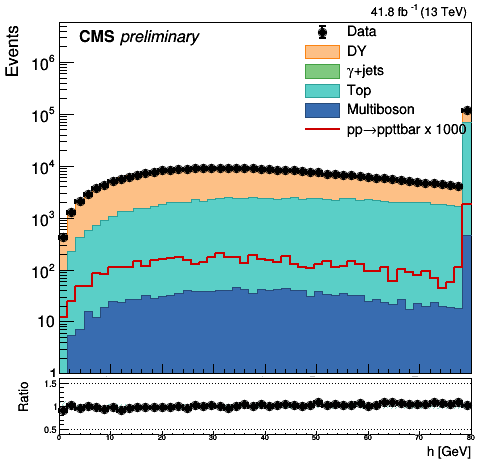 41.8 fb⁻¹ (13 TeV)
CMS preliminary
Events
Data
DY
γ+jets
Top
Multiboson
pp→ppttbar x 1000
10⁶
10⁵
10⁴
10³
10²
10
1
Ratio
1.5
1
0.5
0 10 20 30 40 50 60 70 80
h [GeV]